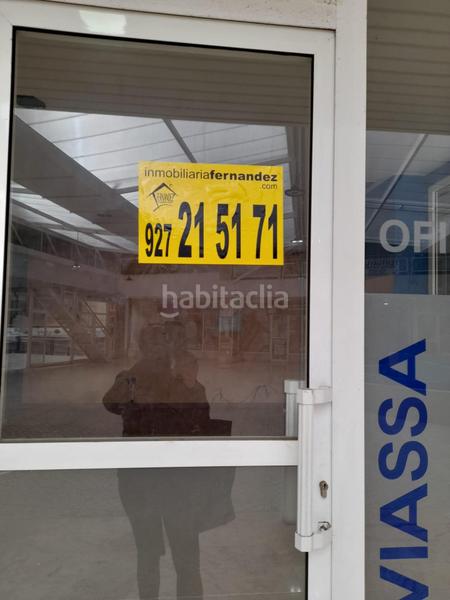 inmobiliariafernandez
.com
927 21 51 71
habitaclia
OFI
VIASSA